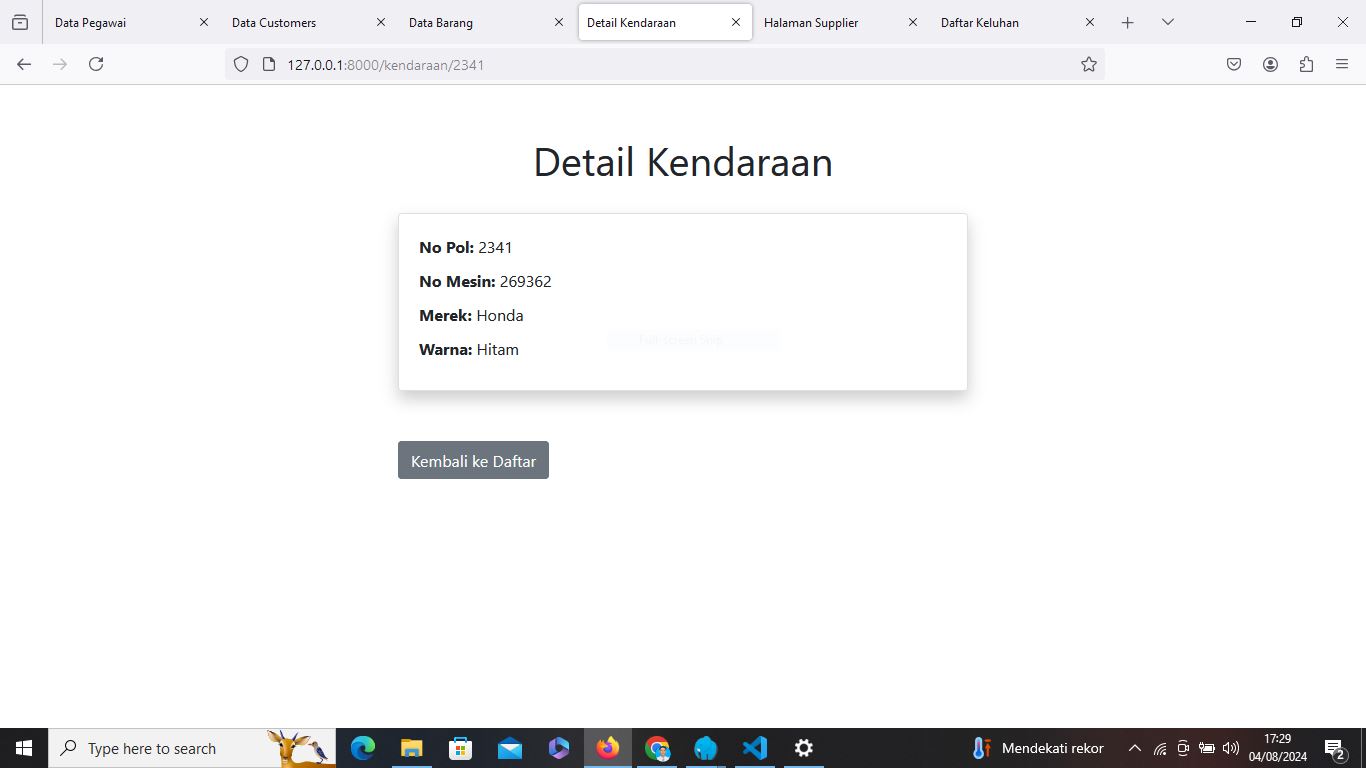 Data Pegawai
Data Customers
Data Barang
Detail Kendaraan
Halaman Supplier
Daftar Keluhan
127.0.0.1:8000/kendaraan/2341
Detail Kendaraan
No Pol: 2341
No Mesin: 269362
Merek: Honda
Full-screen Snip
Warna: Hitam
Kembali ke Daftar
Type here to search
Mendekati rekor
17:29
04/08/2024
2